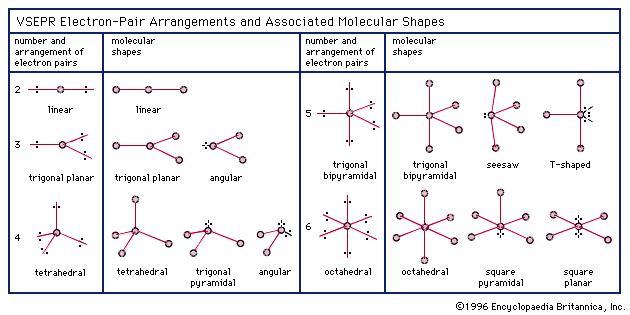 VSEPR Electron-Pair Arrangements and Associated Molecular Shapes
number and
arrangement of
electron pairs
molecular
shapes
number and
arrangement of
electron pairs
molecular
shapes
2
linear
linear
3
trigonal planar
trigonal planar
angular
4
tetrahedral
tetrahedral
trigonal
pyramidal
angular
5
trigonal
bipyramidal
trigonal
bipyramidal
seesaw
T-shaped
6
octahedral
octahedral
square
pyramidal
square
planar
©1996 Encyclopaedia Britannica, Inc.